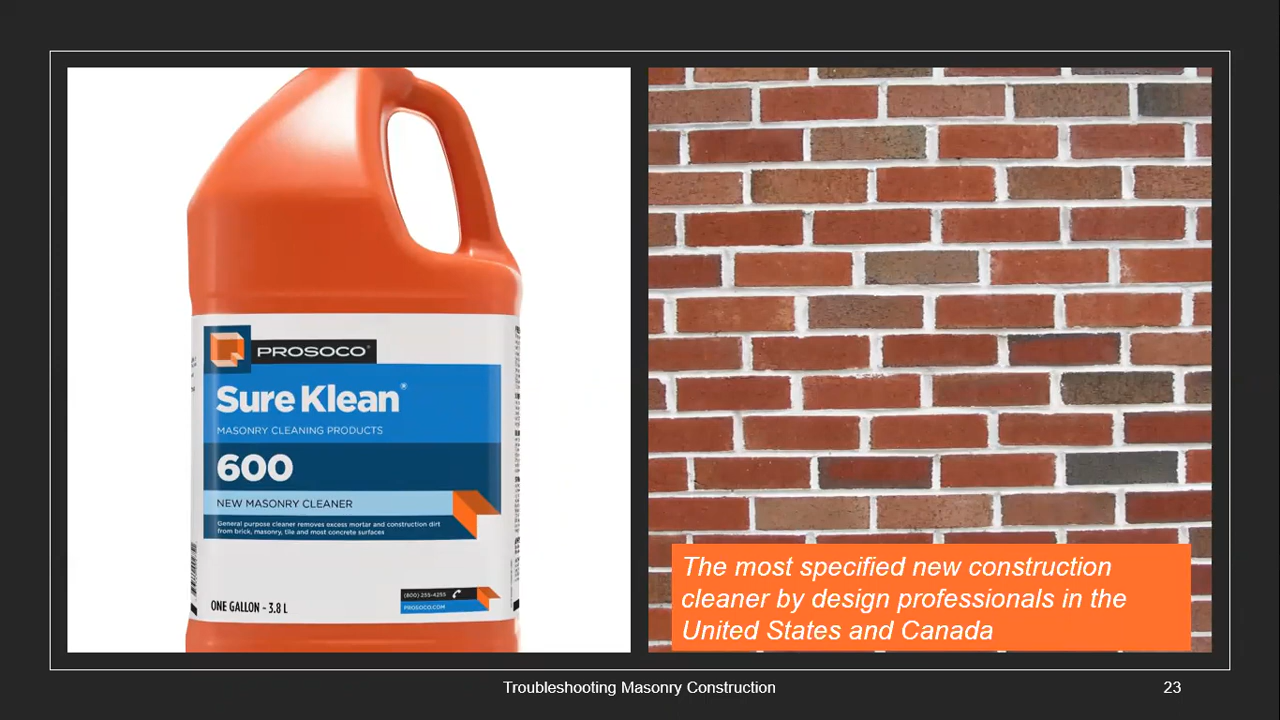 PROSOCO®
Sure Klean®
MASONRY CLEANING PRODUCTS
600
NEW MASONRY CLEANER
General purpose cleaner removes excess mortar and construction dirt
from brick, masonry, tile and most concrete surfaces
(800) 255-4255
PROSOCO.COM
ONE GALLON - 3.8 L
The most specified new construction
cleaner by design professionals in the
United States and Canada
Troubleshooting Masonry Construction
23